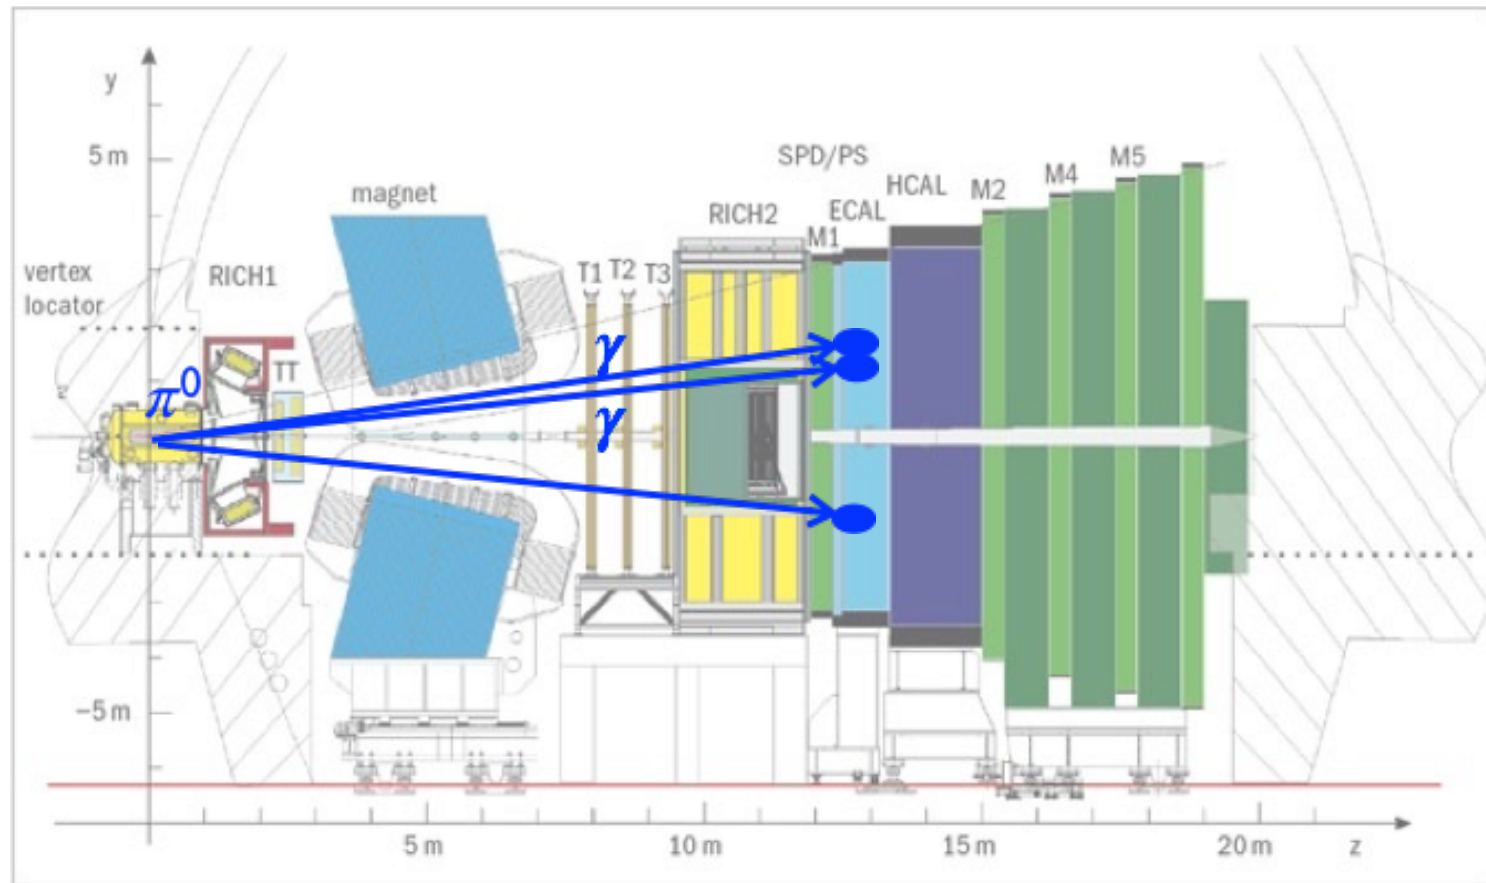 y
5 m
SPD/PS
M5
M4
HCAL
M2
magnet
ECAL
RICH2
M1
vertex
locator
RICH1
T1
T2
T3
γ
TT
π⁰
γ
−5 m
5 m
10 m
15 m
20 m
z